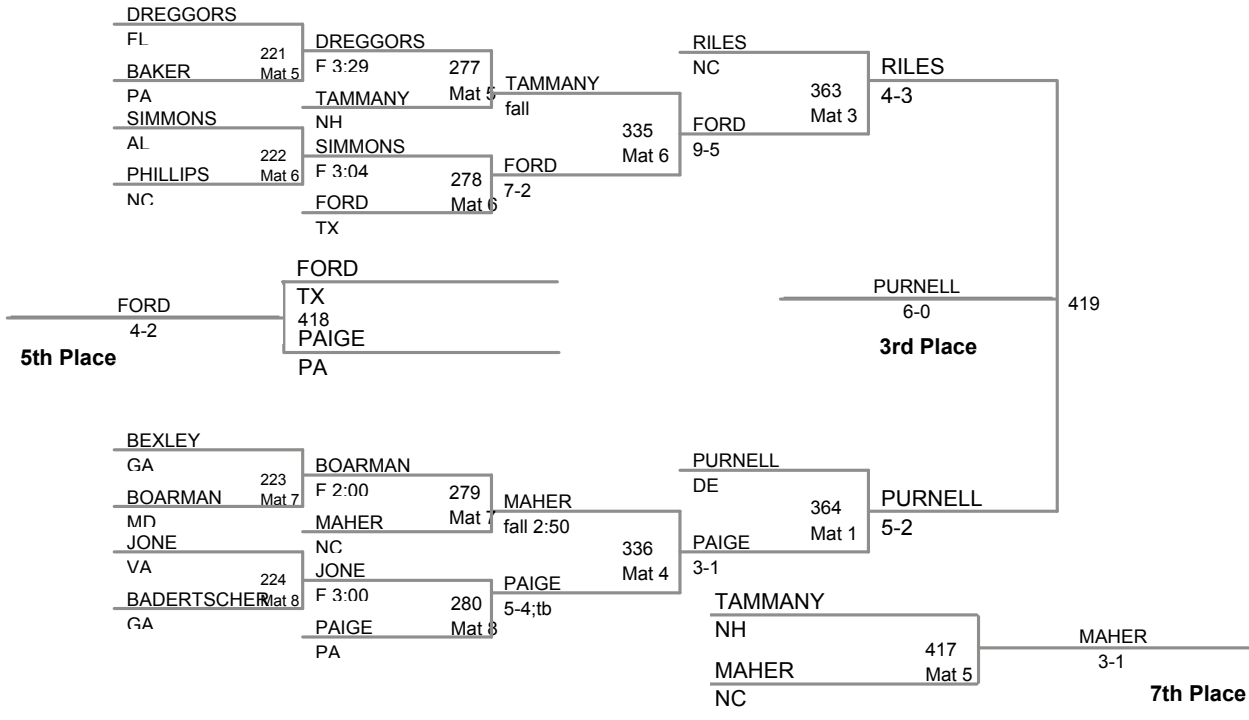 DREGGORS
FL
221
Mat 5
BAKER
PA
DREGGORS
F 3:29
277
Mat 5
TAMMANY
NH
TAMMANY
fall
SIMMONS
AL
222
Mat 6
PHILLIPS
NC
SIMMONS
F 3:04
278
Mat 6
FORD
TX
FORD
7-2
335
Mat 6
RILES
NC
363
Mat 3
FORD
9-5
RILES
4-3
FORD
4-2
5th Place
FORD
TX
418
PAIGE
PA
PURNELL
6-0
3rd Place
419
BEXLEY
GA
223
Mat 7
BOARMAN
MD
BOARMAN
F 2:00
279
Mat 7
MAHER
NC
MAHER
fall 2:50
JONE
VA
224
Mat 8
BADERTSCHER
GA
JONE
F 3:00
280
Mat 8
PAIGE
PA
PAIGE
5-4;tb
336
Mat 4
PURNELL
DE
364
Mat 1
PAIGE
3-1
PURNELL
5-2
TAMMANY
NH
417
Mat 5
MAHER
NC
MAHER
3-1
7th Place